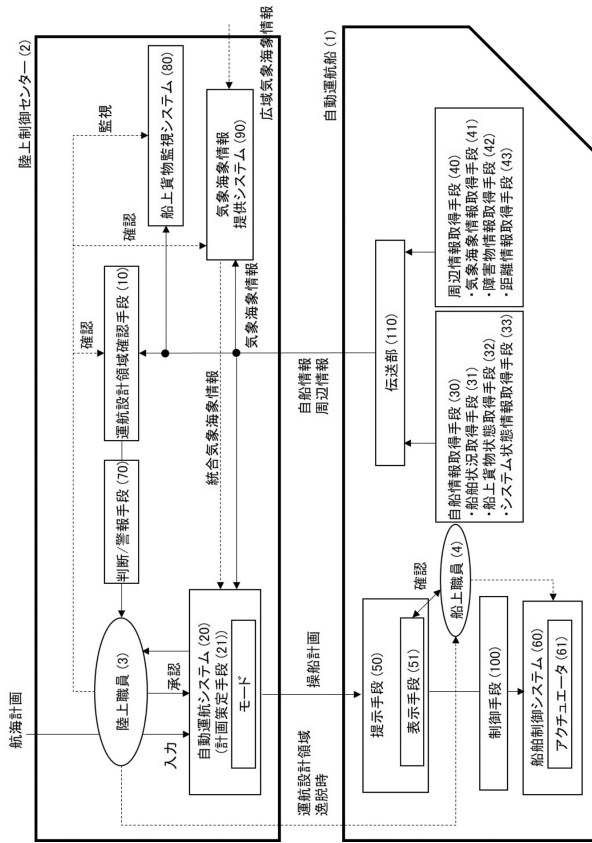 航海計画
陸上制御センター (2)
陸上職員 (3)
判断/警報手段 (70)
運航設計領域確認手段 (10)
船上貨物監視システム (80)
確認
確認
監視
入力
承認
自動運航システム (20)
(計画策定手段 (21))
モード
統合気象海象情報
気象海象情報
提供システム (90)
気象海象情報
広域気象海象情報
運航設計領域
逸脱時
操船計画
自船情報
周辺情報
自動運航船 (1)
提示手段 (50)
表示手段 (51)
確認
船上職員 (4)
伝送部 (110)
制御手段 (100)
船舶制御システム (60)
アクチュエータ (61)
自船情報取得手段 (30)
・船舶状況取得手段 (31)
・船上貨物状態取得手段 (32)
・システム状態情報取得手段 (33)
周辺情報取得手段 (40)
・気象海象情報取得手段 (41)
・障害物情報取得手段 (42)
・距離情報取得手段 (43)